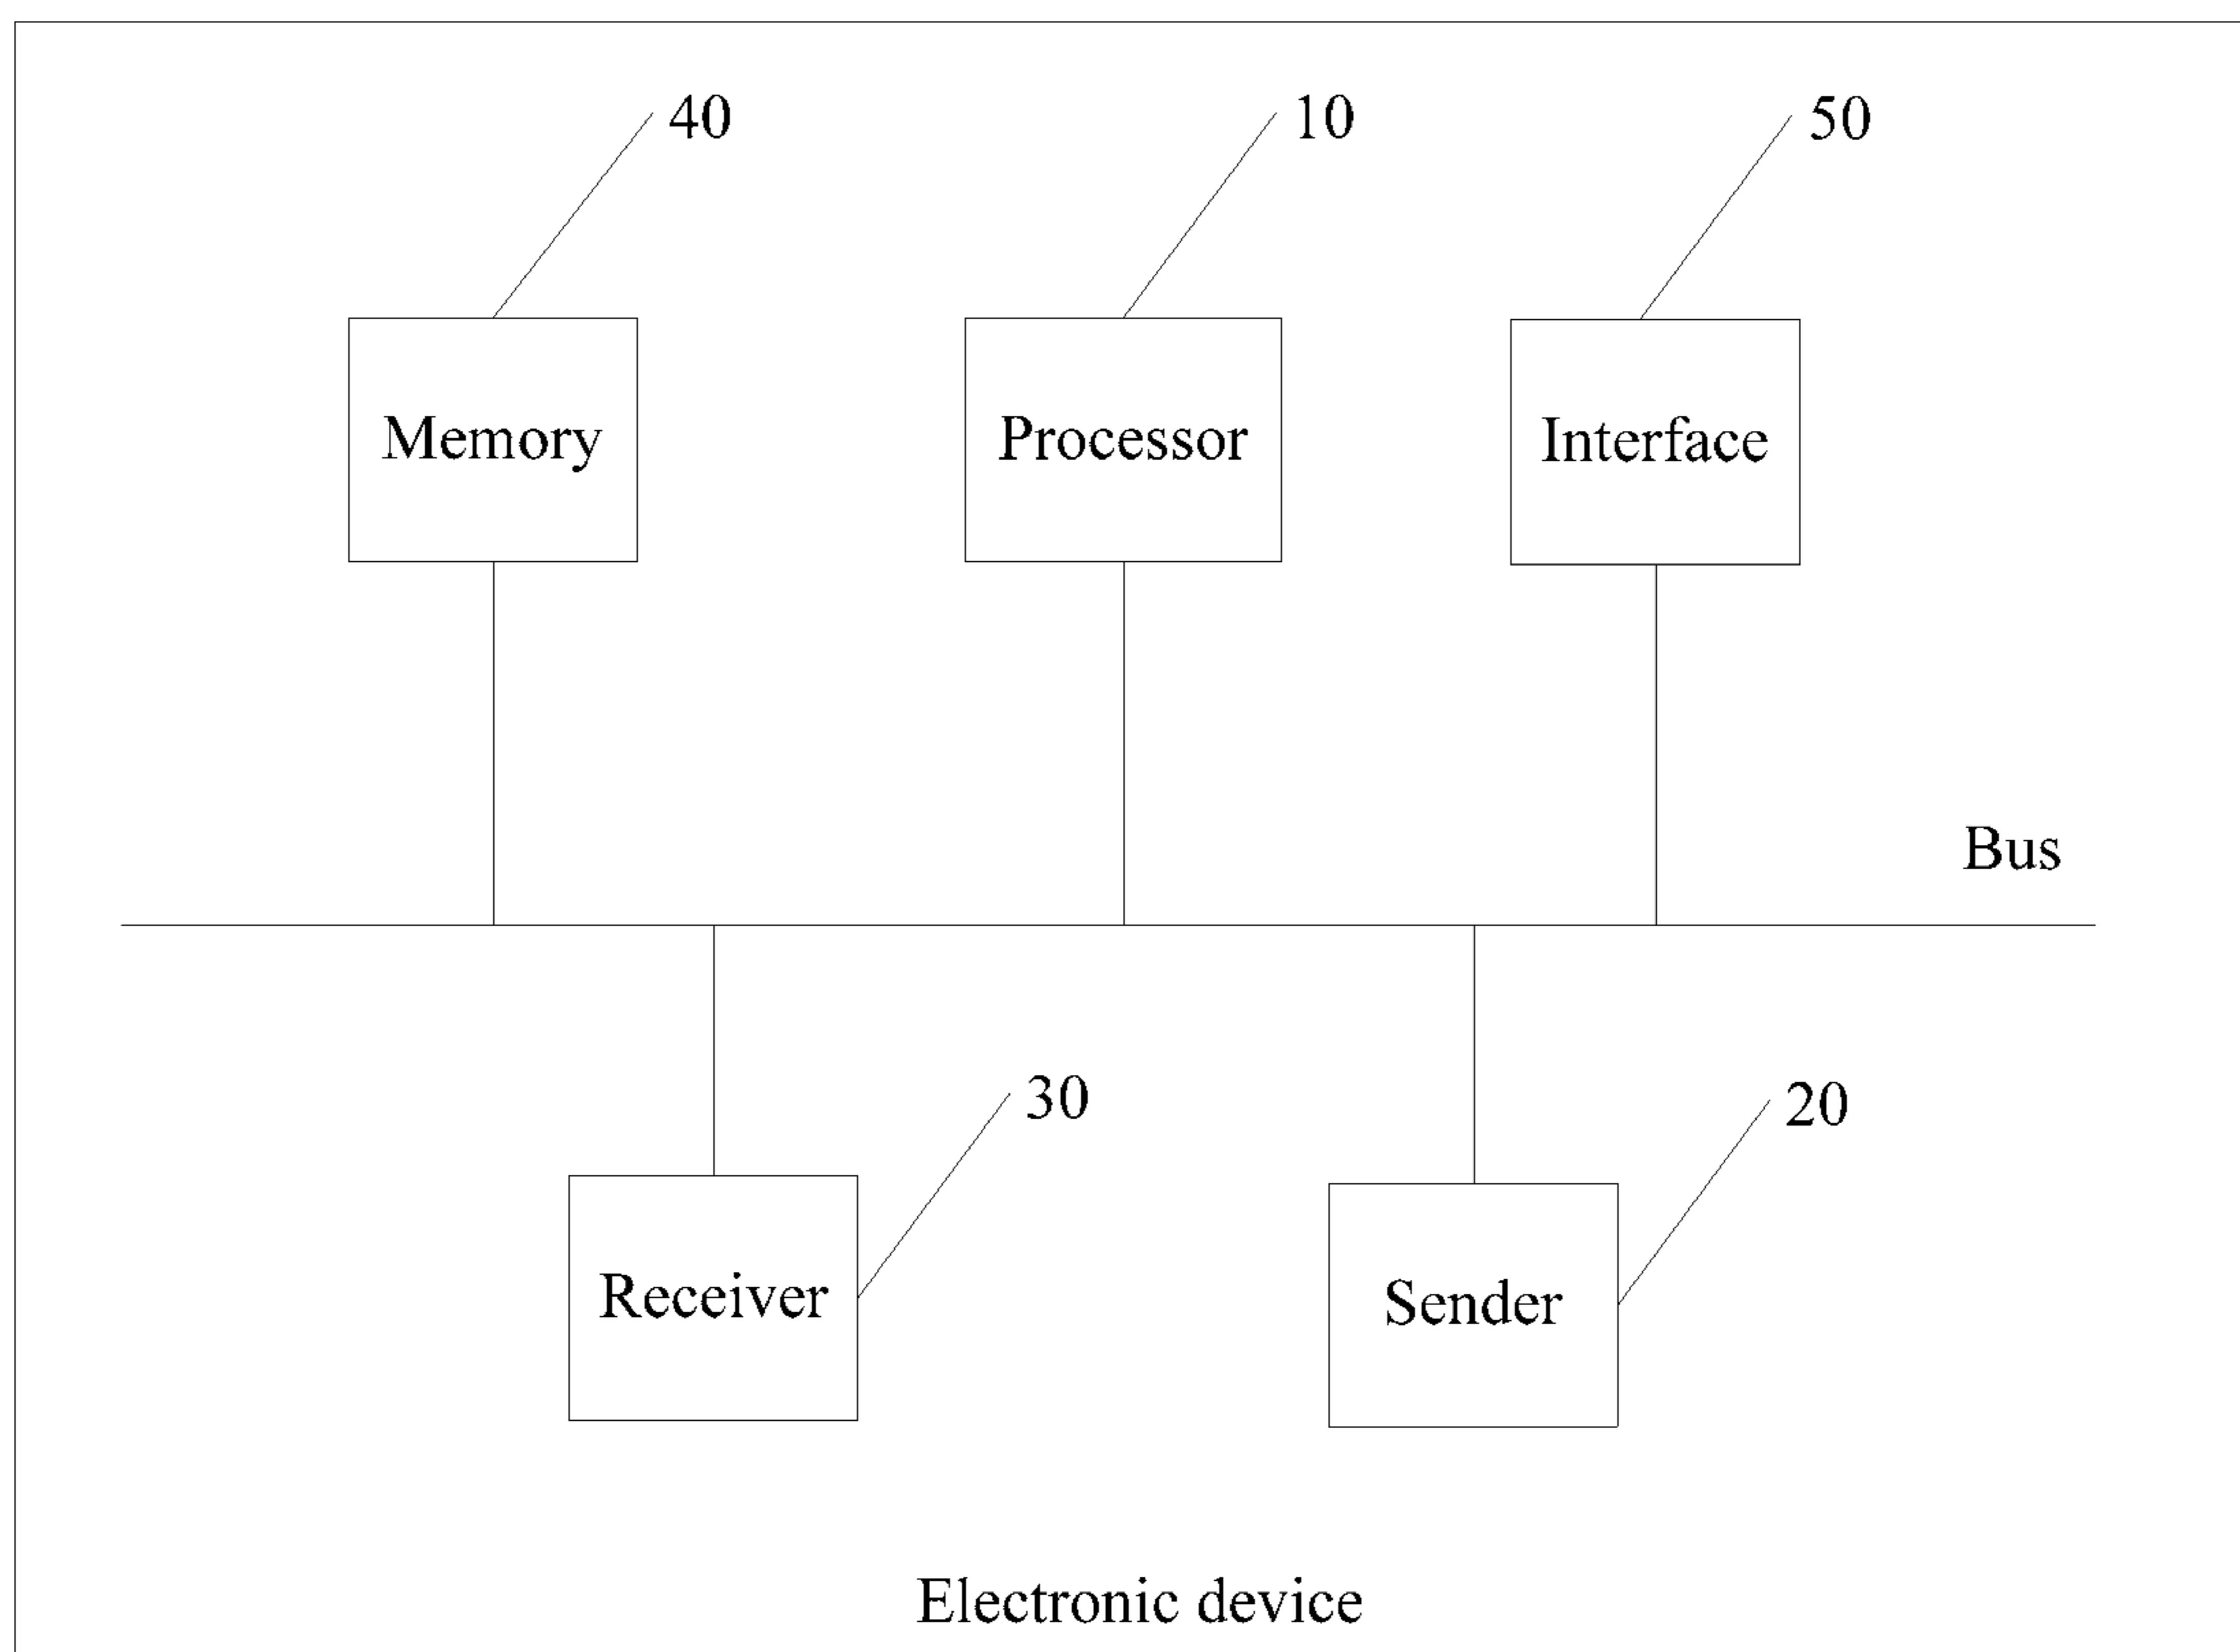 40
10
50
Memory
Processor
Interface
Bus
30
20
Receiver
Sender
Electronic device